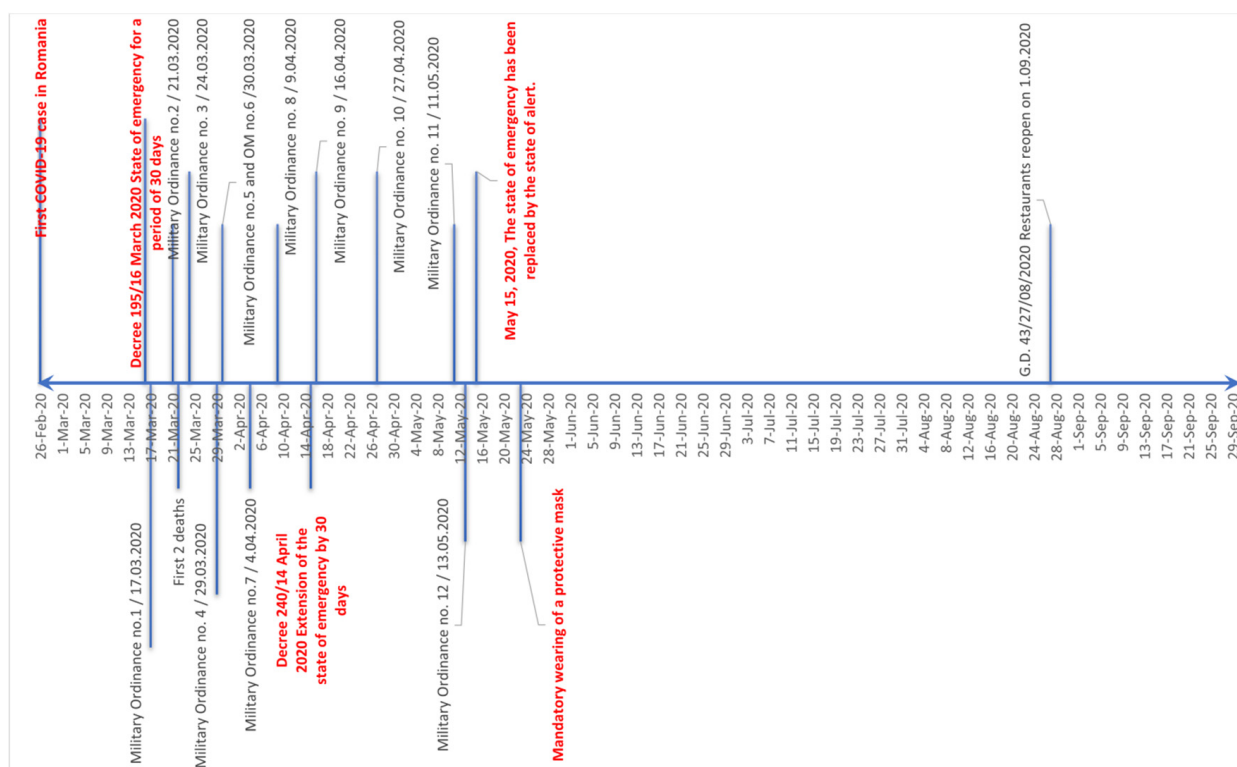 First COVID-19 case in Romania
Decree 195/16 March 2020 State of emergency for a
period of 30 days
Military Ordinance no.2 / 21.03.2020
Military Ordinance no. 3 / 24.03.2020
Military Ordinance no.5 and OM no.6 /30.03.2020
Military Ordinance no. 8 / 9.04.2020
Military Ordinance no. 9 / 16.04.2020
Military Ordinance no. 10 / 27.04.2020
Military Ordinance no. 11 / 11.05.2020
May 15, 2020, The state of emergency has been
replaced by the state of alert.
G.D. 43/27/08/2020 Restaurants reopen on 1.09.2020
26-Feb-20
1-Mar-20
5-Mar-20
9-Mar-20
13-Mar-20
17-Mar-20
21-Mar-20
25-Mar-20
29-Mar-20
2-Apr-20
6-Apr-20
10-Apr-20
14-Apr-20
18-Apr-20
22-Apr-20
26-Apr-20
30-Apr-20
4-May-20
8-May-20
12-May-20
16-May-20
20-May-20
24-May-20
28-May-20
1-Jun-20
5-Jun-20
9-Jun-20
13-Jun-20
17-Jun-20
21-Jun-20
25-Jun-20
29-Jun-20
3-Jul-20
7-Jul-20
11-Jul-20
15-Jul-20
19-Jul-20
23-Jul-20
27-Jul-20
31-Jul-20
4-Aug-20
8-Aug-20
12-Aug-20
16-Aug-20
20-Aug-20
24-Aug-20
28-Aug-20
1-Sep-20
5-Sep-20
9-Sep-20
13-Sep-20
17-Sep-20
21-Sep-20
25-Sep-20
29-Sep-20
Military Ordinance no.1 / 17.03.2020
First 2 deaths
Military Ordinance no. 4 / 29.03.2020
Military Ordinance no.7 / 4.04.2020
Decree 240/14 April
2020 Extension of the
state of emergency by 30
days
Military Ordinance no. 12 / 13.05.2020
Mandatory wearing of a protective mask